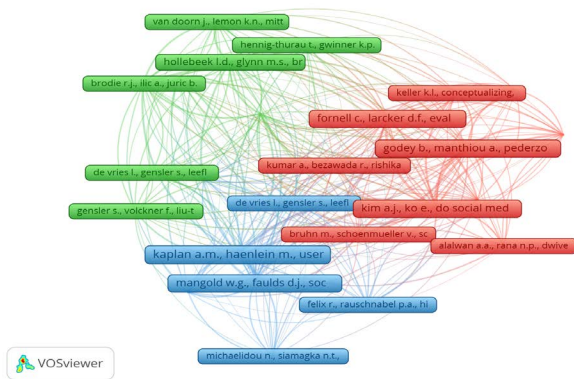 van doorn j., lemon k.n., mitt
hennig-thurau t., gwinner k.p.
hollebeek l.d., glynn m.s., br
brodie r.j., ilic a., juric b.
keller k.l., conceptualizing,
fornell c., larcker d.f., eval
godey b., manthiou a., pederzo
kumar a., bezawada r., rishika
de vries l., gensler s., leefl
de vries l., gensler s., leefl
gensler s., volckner f., liu-t
kim a.j., ko e., do social med
bruhn m., schoenmueller v., sc
alalwan a.a., rana n.p., dwive
kaplan a.m., haenlein m., user
mangold w.g., faulds d.j., soc
felix r., rauschnabel p.a., hi
michaelidou n., siamagka n.t.,
VOSviewer